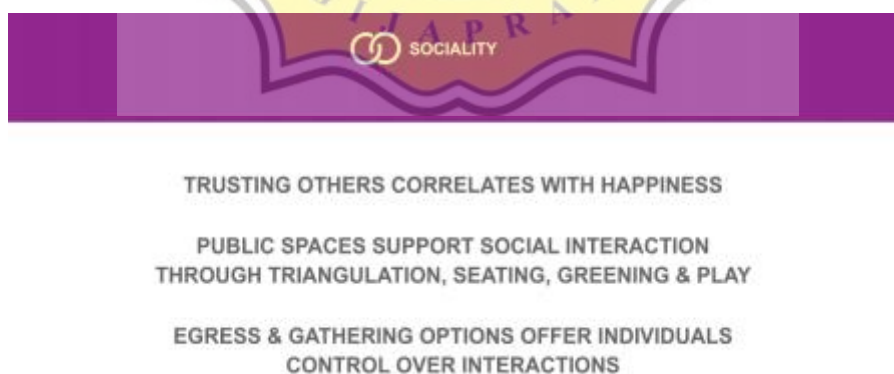 IJAPRA
SOCIALITY
TRUSTING OTHERS CORRELATES WITH HAPPINESS
PUBLIC SPACES SUPPORT SOCIAL INTERACTION
THROUGH TRIANGULATION, SEATING, GREENING & PLAY
EGRESS & GATHERING OPTIONS OFFER INDIVIDUALS
CONTROL OVER INTERACTIONS